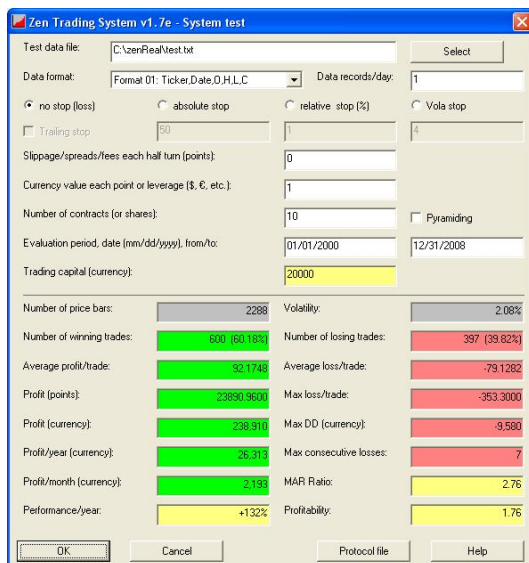 Zen Trading System v1.7e - System test
Test data file: C:\zenReal\test.txt Select
Data format: Format 01: Ticker,Date,O,H,L,C Data records/day: 1
no stop (loss) absolute stop relative stop (%) Vola stop
Trailing stop 50 1 4
Slippage/spreads/fees each half turn (points): 0
Currency value each point or leverage ($, €, etc.): 1
Number of contracts (or shares): 10 Pyramiding
Evaluation period, date (mm/dd/yyyy), from/to: 01/01/2000 12/31/2008
Trading capital (currency): 20000
Number of price bars: 2288 Volatility: 2.08%
Number of winning trades: 600 (60.18%) Number of losing trades: 397 (39.82%)
Average profit/trade: 92.1748 Average loss/trade: -79.1282
Profit (points): 23890.9600 Max loss/trade: -353.3000
Profit (currency): 238,910 Max DD (currency): -9,580
Profit/year (currency): 26,313 Max consecutive losses: 7
Profit/month (currency): 2,193 MAR Ratio: 2.76
Performance/year: +132% Profitability: 1.76
OK Cancel Protocol file Help